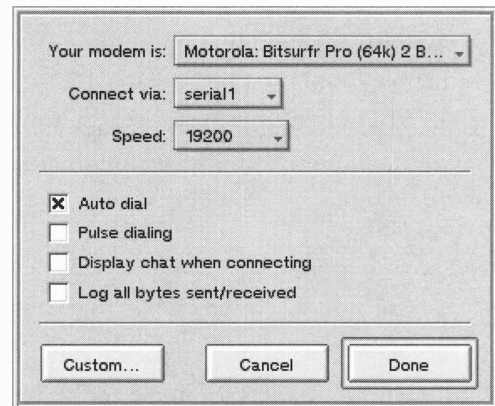 Your modem is: Motorola: Bitsurfr Pro (64k) 2 B...
Connect via: serial1
Speed: 19200
Auto dial
Pulse dialing
Display chat when connecting
Log all bytes sent/received
Custom... Cancel Done